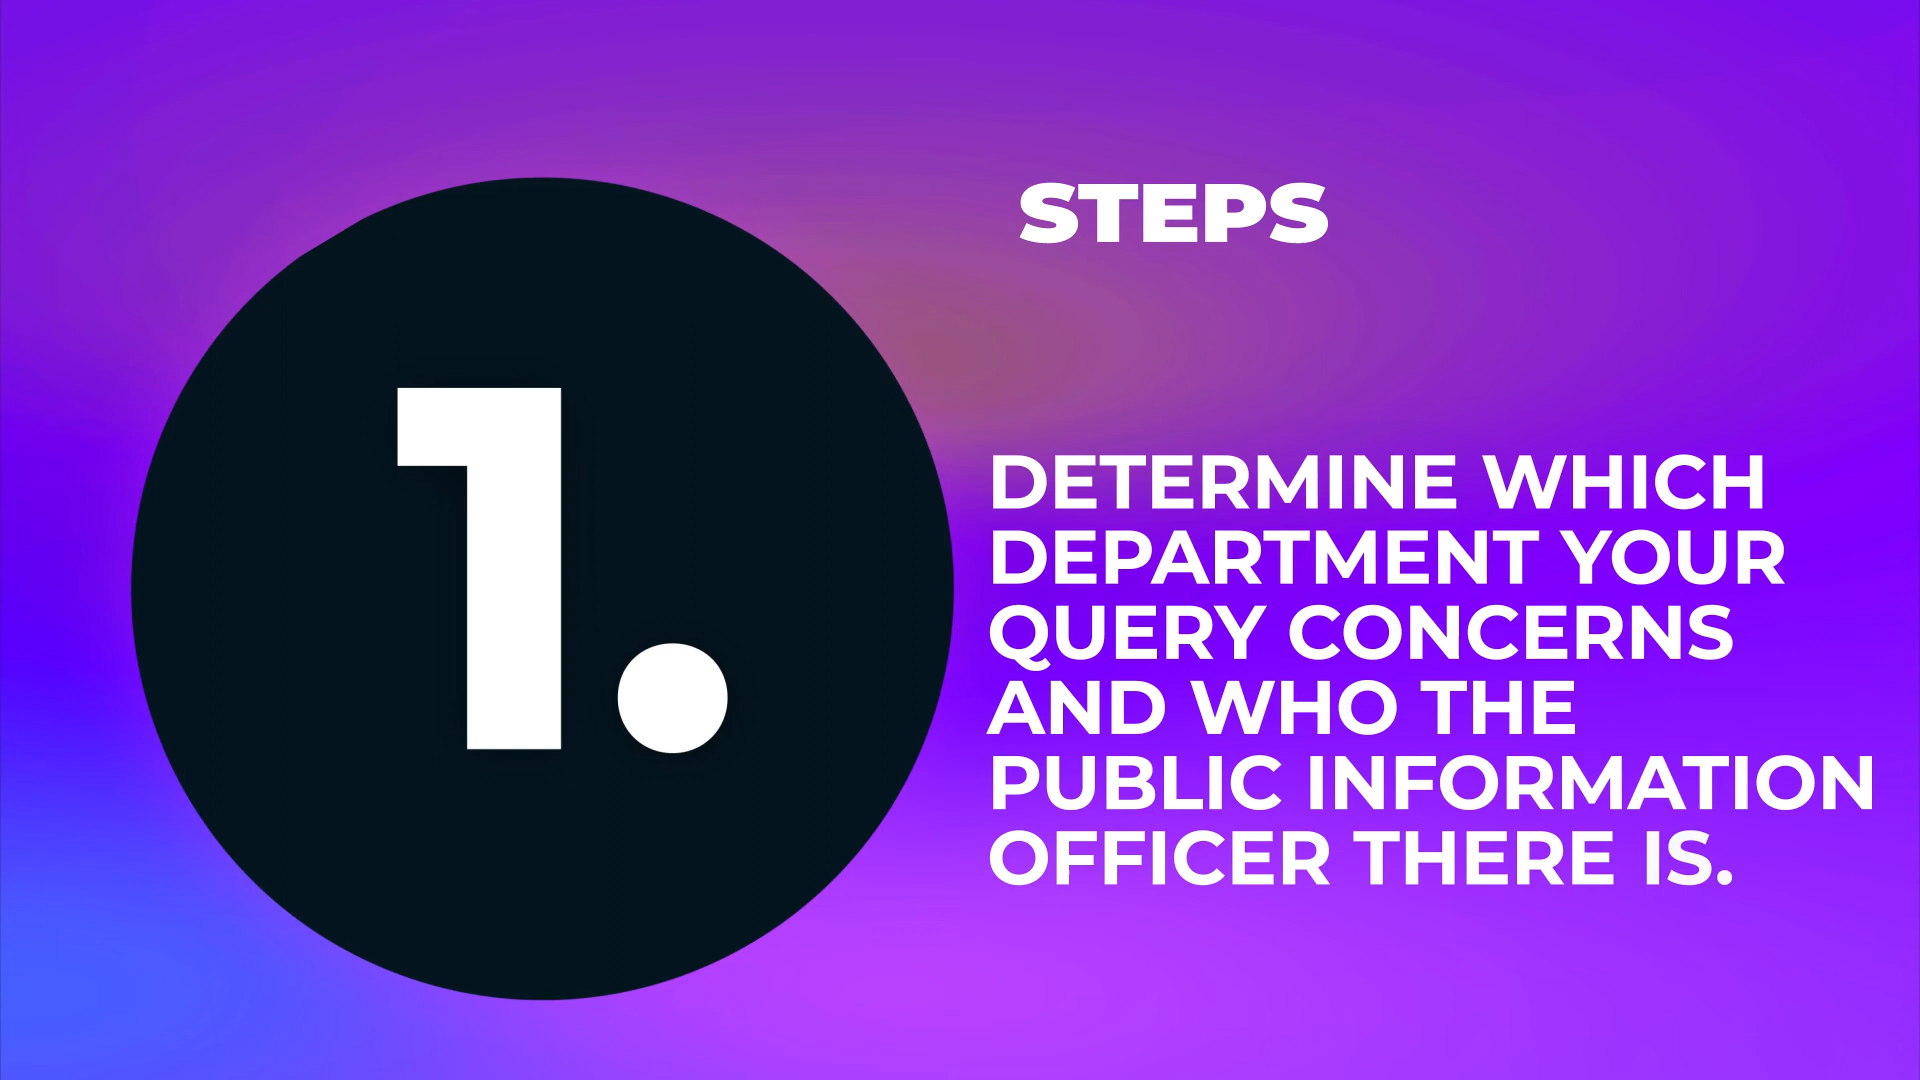 1.
STEPS
DETERMINE WHICH
DEPARTMENT YOUR
QUERY CONCERNS
AND WHO THE
PUBLIC INFORMATION
OFFICER THERE IS.